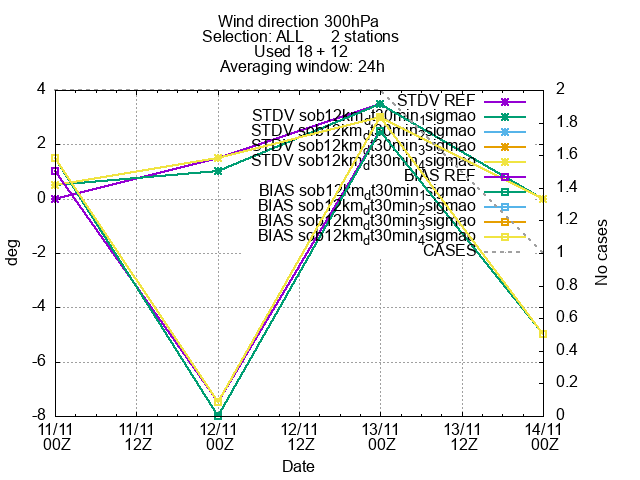 Wind direction 300hPa
Selection: ALL 2 stations
Used 18 + 12
Averaging window: 24h
deg
No cases
4
2
0
-2
-4
-6
-8
2
1.8
1.6
1.4
1.2
1
0.8
0.6
0.4
0.2
0
STDV REF
STDV sob12km_dt30min_1sigmao
STDV sob12km_dt30min_2sigmao
STDV sob12km_dt30min_3sigmao
STDV sob12km_dt30min_4sigmao
BIAS REF
BIAS sob12km_dt30min_1sigmao
BIAS sob12km_dt30min_2sigmao
BIAS sob12km_dt30min_3sigmao
BIAS sob12km_dt30min_4sigmao
CASES
11/11 11/11 12/11 12/11 13/11 13/11 14/11
00Z 12Z 00Z 12Z 00Z 12Z 00Z
Date